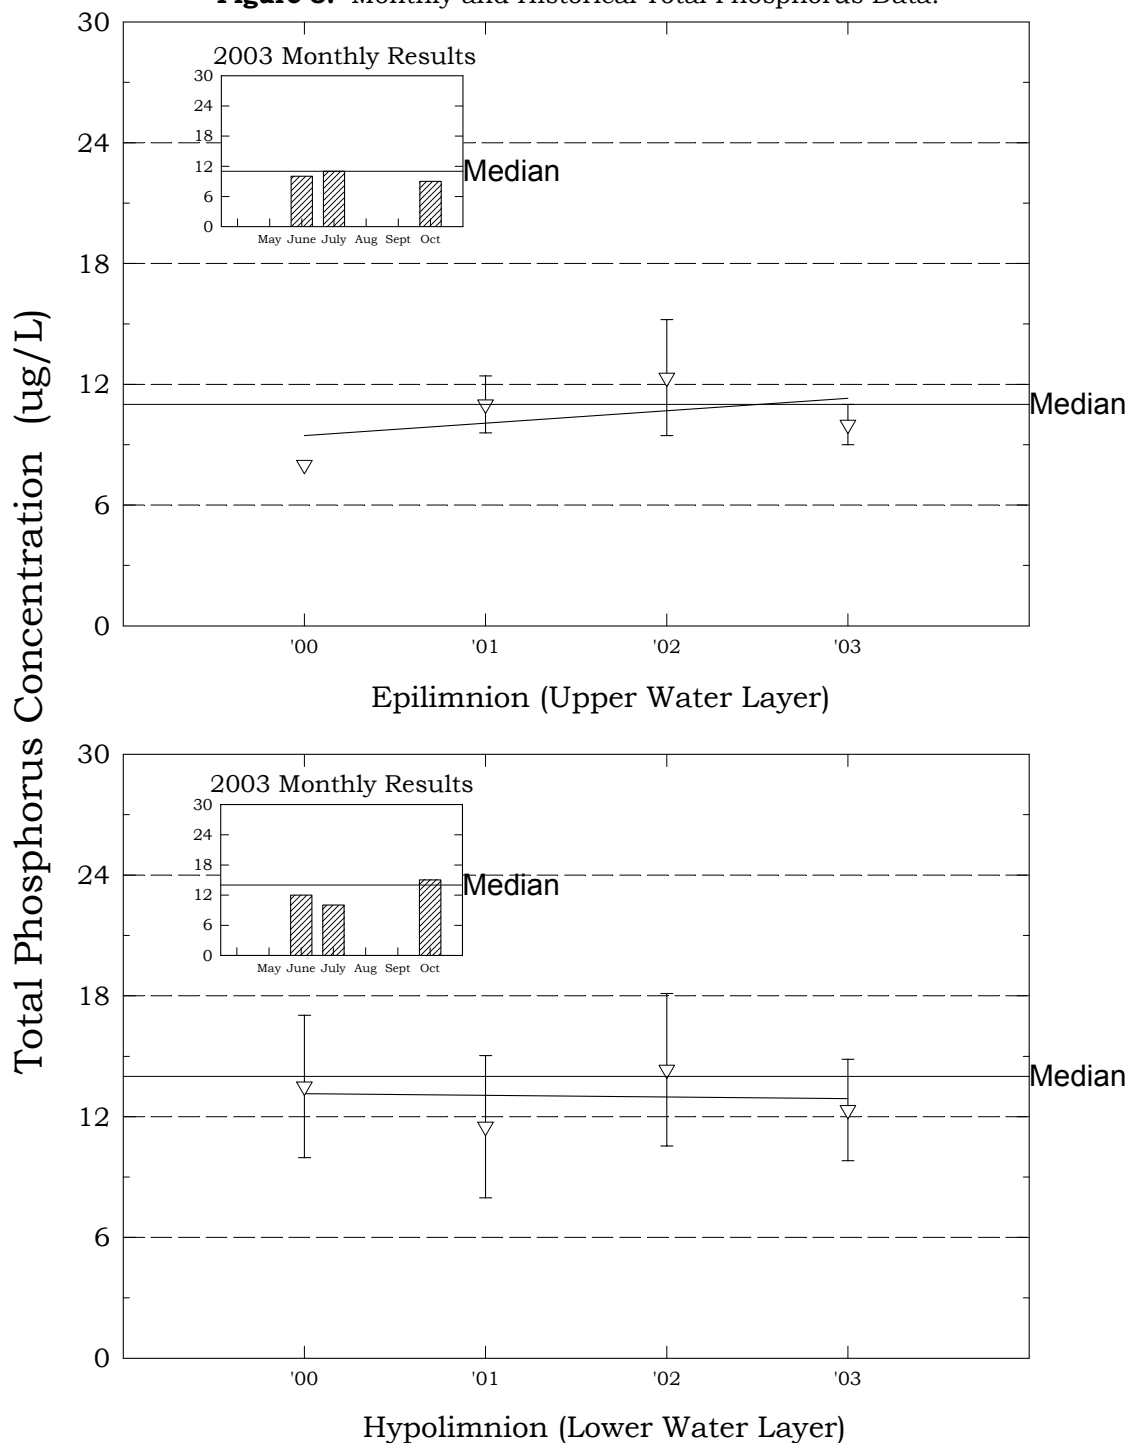 Monthly and Historical Total Phosphorus Data.
Total Phosphorus Concentration (ug/L)
30
24
18
12
6
0
2003 Monthly Results
30
24
18
12
6
0
Median
May June July Aug Sept Oct
Median
'00 '01 '02 '03
Epilimnion (Upper Water Layer)
30
24
18
12
6
0
2003 Monthly Results
30
24
18
12
6
0
Median
May June July Aug Sept Oct
Median
'00 '01 '02 '03
Hypolimnion (Lower Water Layer)